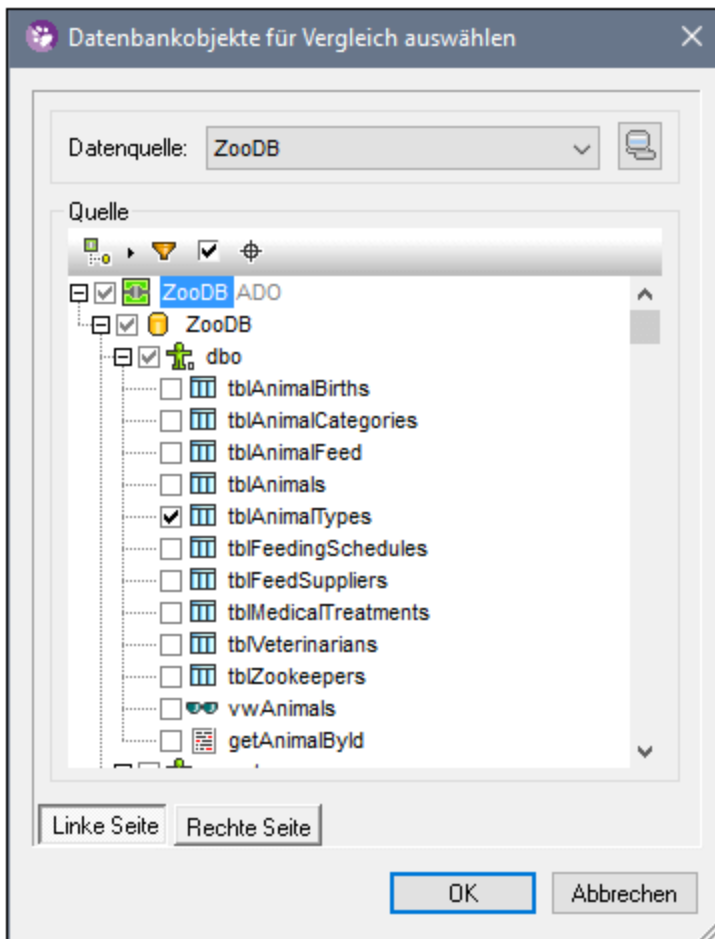 Datenbankobjekte für Vergleich auswählen
Datenquelle: ZooDB
Quelle
ZooDB ADO
ZooDB
dbo
tblAnimalBirths
tblAnimalCategories
tblAnimalFeed
tblAnimals
tblAnimalTypes
tblFeedingSchedules
tblFeedSuppliers
tblMedicalTreatments
tblVeterinarians
tblZookeepers
vwAnimals
getAnimalById
Linke Seite Rechte Seite
OK Abbrechen